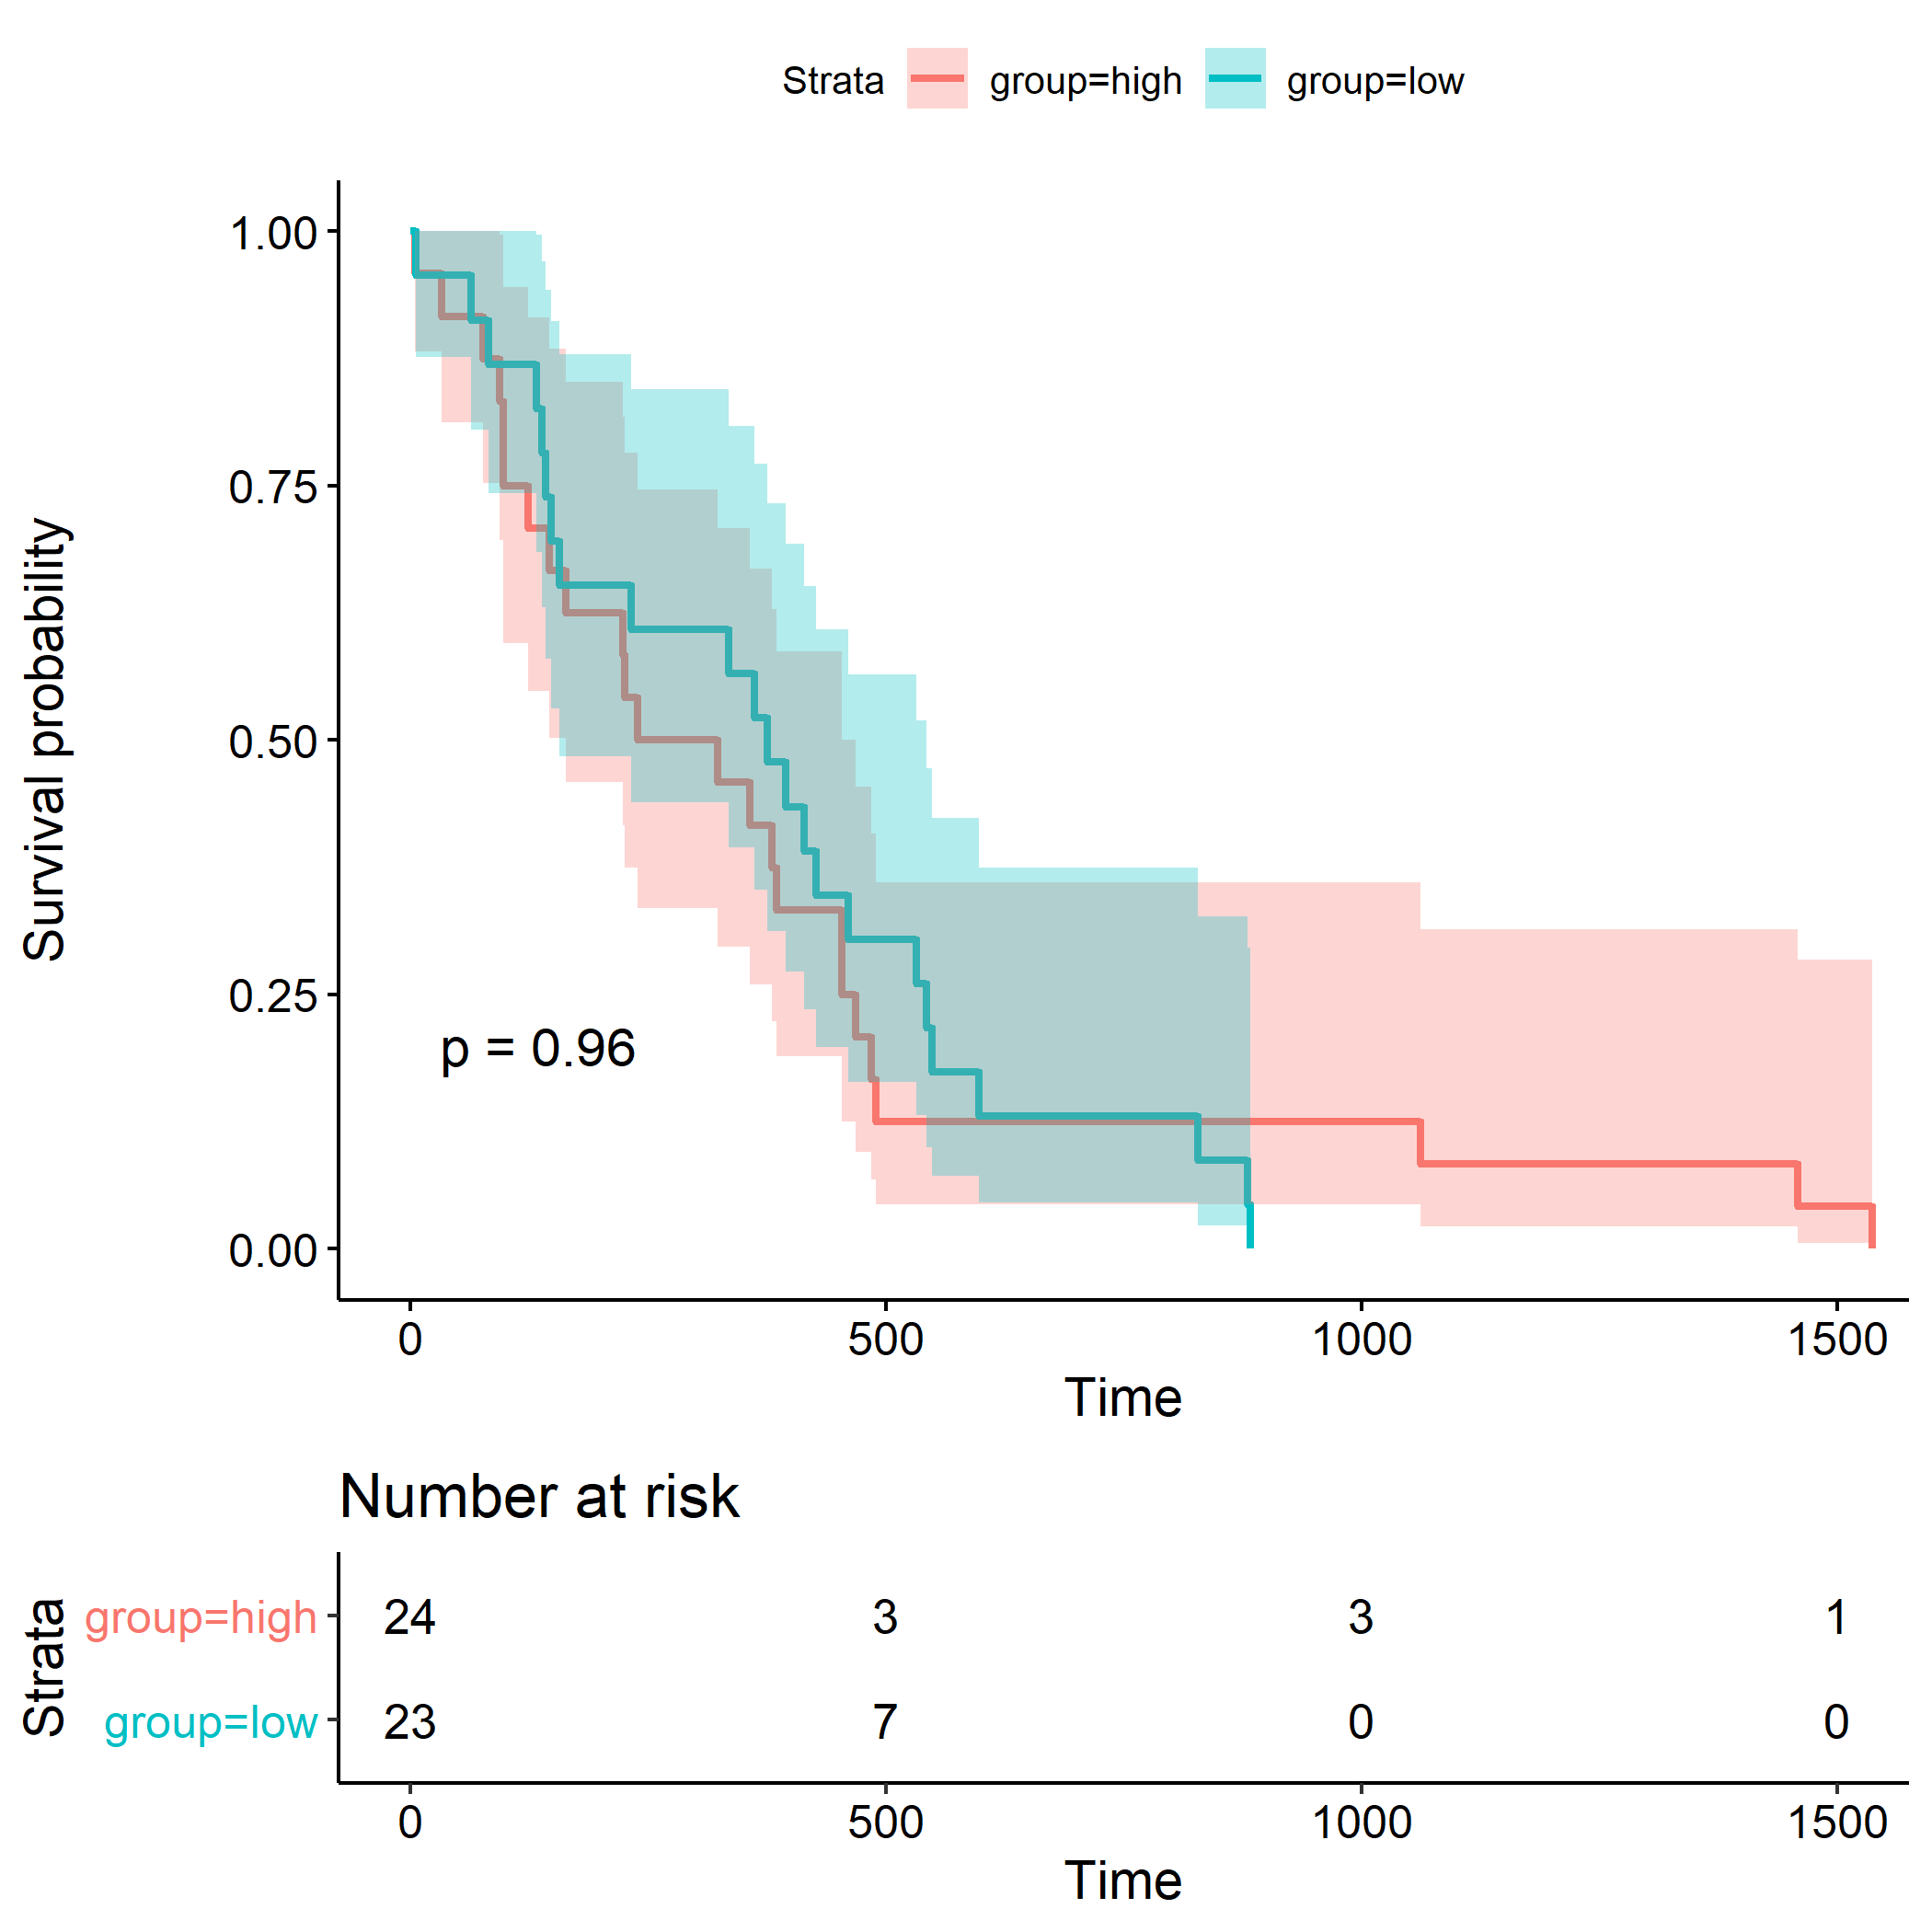 Strata group=high group=low
1.00
0.75
0.50
0.25
0.00
Survival probability
p = 0.96
0 500 1000 1500
Time
Number at risk
Strata
group=high 24 3 3 1
group=low 23 7 0 0
0 500 1000 1500
Time